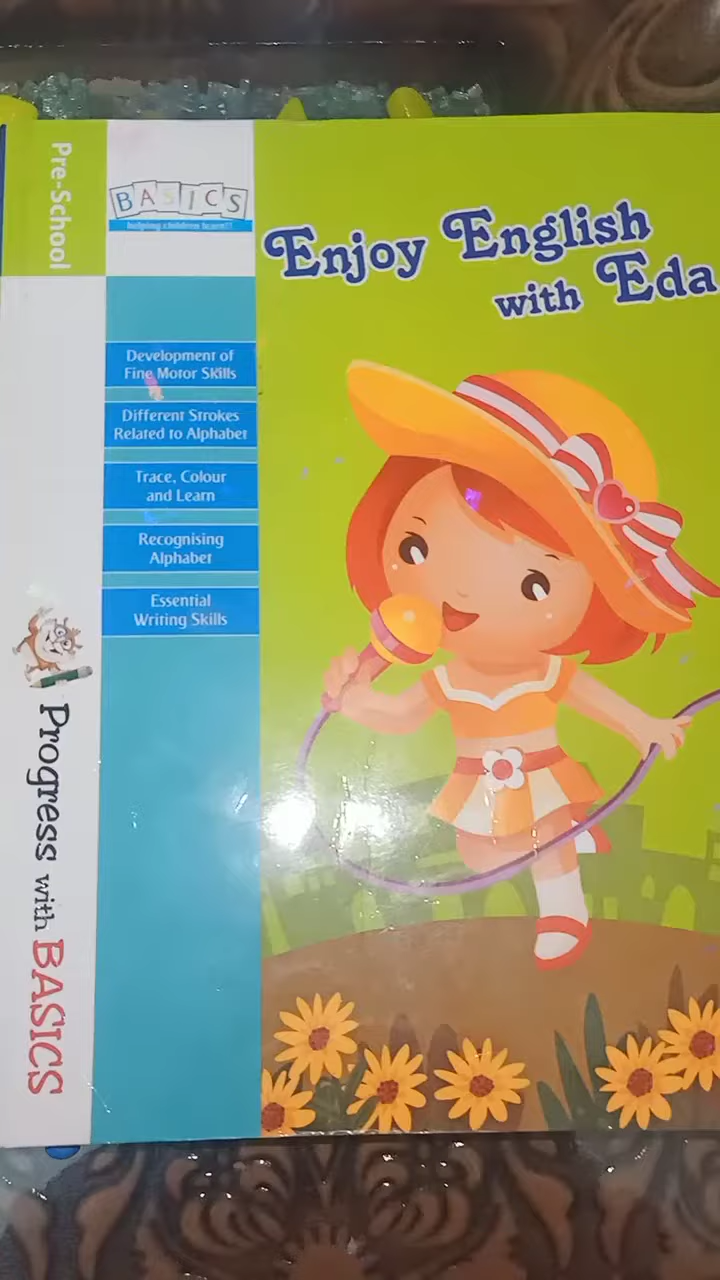 Pre-School
BASICS
helping children learn!!
Enjoy English
with Eda
Development of
Fine Motor Skills
Different Strokes
Related to Alphabet
Trace, Colour
and Learn
Recognising
Alphabet
Essential
Writing Skills
Progress with BASICS